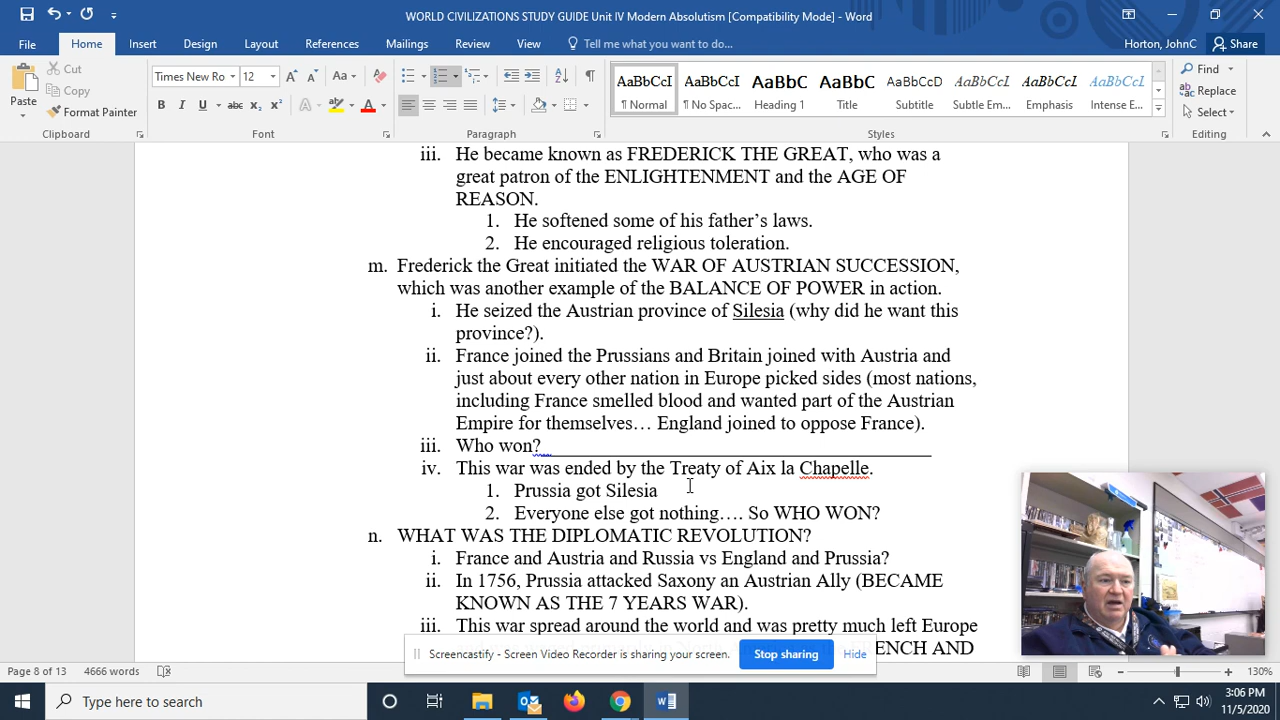 WORLD CIVILIZATIONS STUDY GUIDE Unit IV Modern Absolutism [Compatibility Mode] - Word
File Home Insert Design Layout References Mailings Review View Tell me what you want to do... Horton, JohnC Share
Paste Cut Copy Format Painter
Times New Ro 12 Aa
AaBbCcI AaBbCcI AaBbC AaBbC AaBbCcD AaBbCcI AaBbCcI AaBbCcI
¶ Normal ¶ No Spac... Heading 1 Title Subtitle Subtle Em... Emphasis Intense E...
Find Replace Select
Clipboard Font Paragraph Styles Editing
iii. He became known as FREDERICK THE GREAT, who was a
great patron of the ENLIGHTENMENT and the AGE OF
REASON.
1. He softened some of his father's laws.
2. He encouraged religious toleration.
m. Frederick the Great initiated the WAR OF AUSTRIAN SUCCESSION,
which was another example of the BALANCE OF POWER in action.
i. He seized the Austrian province of Silesia (why did he want this
province?).
ii. France joined the Prussians and Britain joined with Austria and
just about every other nation in Europe picked sides (most nations,
including France smelled blood and wanted part of the Austrian
Empire for themselves… England joined to oppose France).
iii. Who won?
iv. This war was ended by the Treaty of Aix la Chapelle.
1. Prussia got Silesia
2. Everyone else got nothing…. So WHO WON?
n. WHAT WAS THE DIPLOMATIC REVOLUTION?
i. France and Austria and Russia vs England and Prussia?
ii. In 1756, Prussia attacked Saxony an Austrian Ally (BECAME
KNOWN AS THE 7 YEARS WAR).
iii. This war spread around the world and was pretty much left Europe
AND
Screencastify - Screen Video Recorder is sharing your screen. Stop sharing Hide
Page 8 of 13 4666 words 130%
Type here to search
3:06 PM
11/5/2020